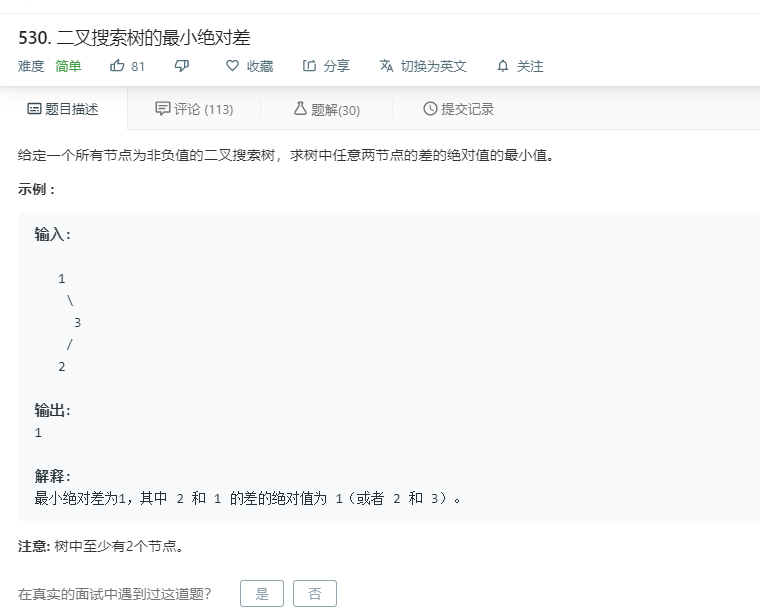 530. 二叉搜索树的最小绝对差
难度 简单 81 收藏 分享 切换为英文 关注
题目描述 评论 (113) 题解(30) 提交记录
给定一个所有节点为非负值的二叉搜索树，求树中任意两节点的差的绝对值的最小值。
示例 :
输入:
1
\
3
/
2
输出:
1
解释:
最小绝对差为1，其中 2 和 1 的差的绝对值为 1（或者 2 和 3）。
注意: 树中至少有2个节点。
在真实的面试中遇到过这道题? 是 否